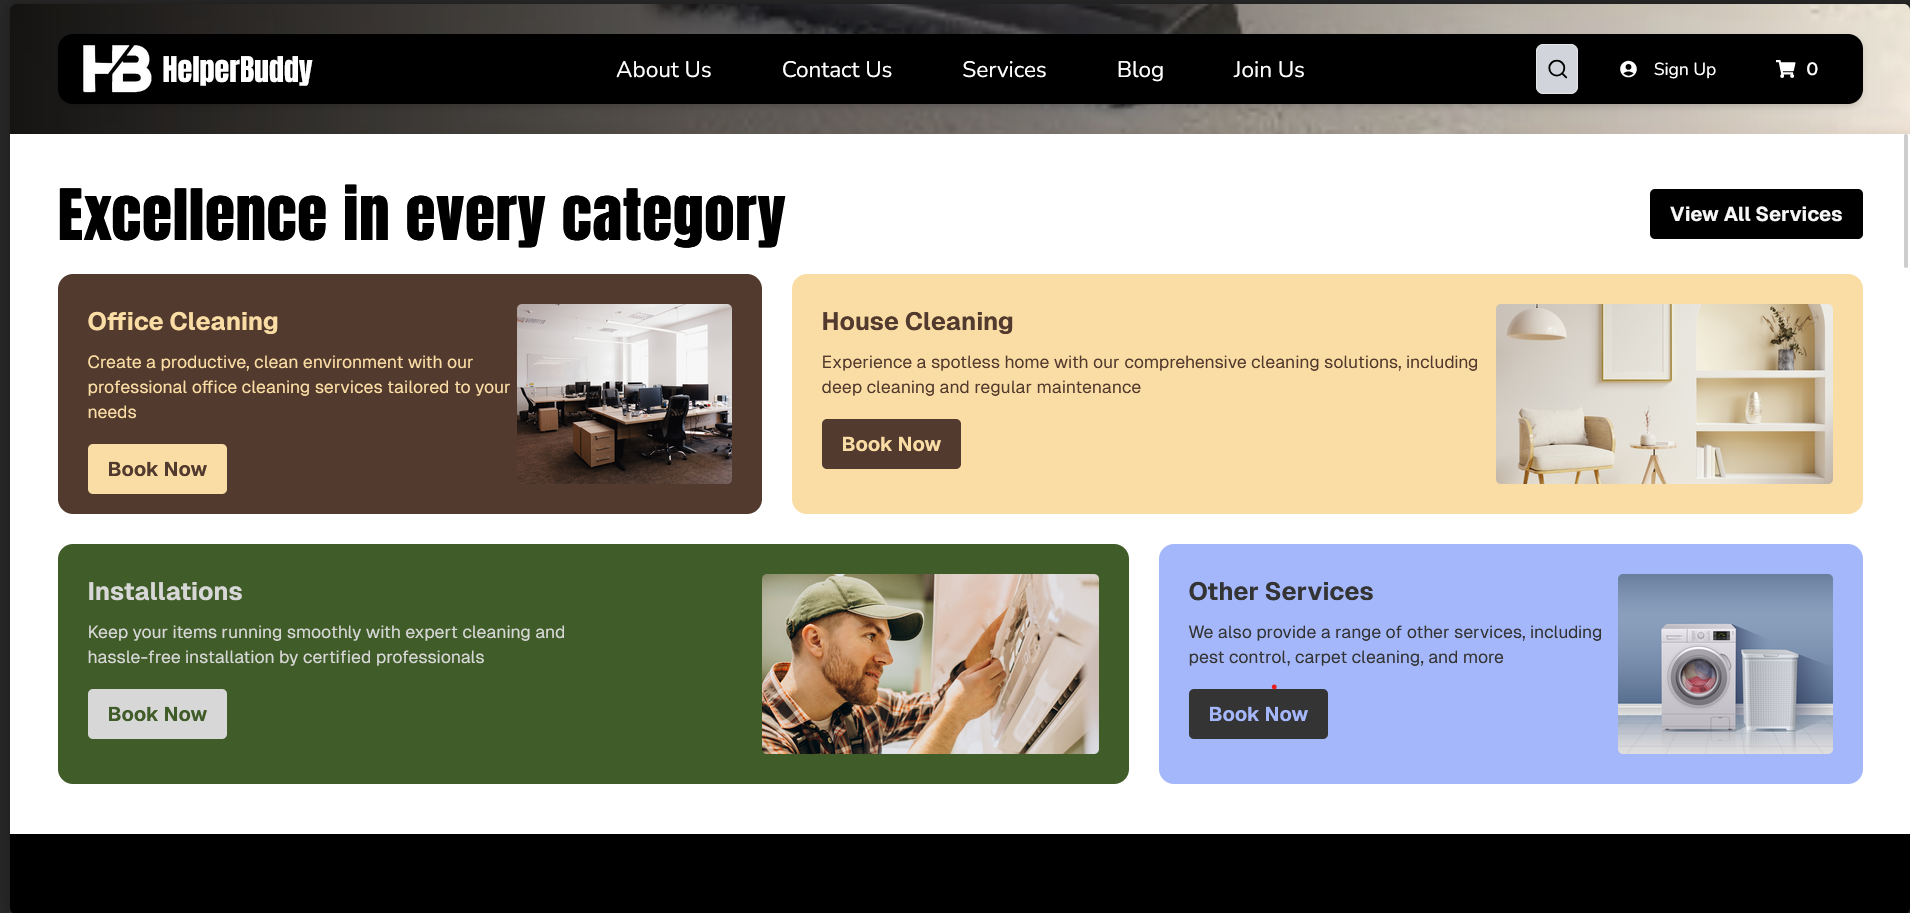 HB HelperBuddy
About Us
Contact Us
Services
Blog
Join Us
Sign Up
0
Excellence in every category
View All Services
Office Cleaning
Create a productive, clean environment with our
professional office cleaning services tailored to your
needs
Book Now
House Cleaning
Experience a spotless home with our comprehensive cleaning solutions, including
deep cleaning and regular maintenance
Book Now
Installations
Keep your items running smoothly with expert cleaning and
hassle-free installation by certified professionals
Book Now
Other Services
We also provide a range of other services, including
pest control, carpet cleaning, and more
Book Now